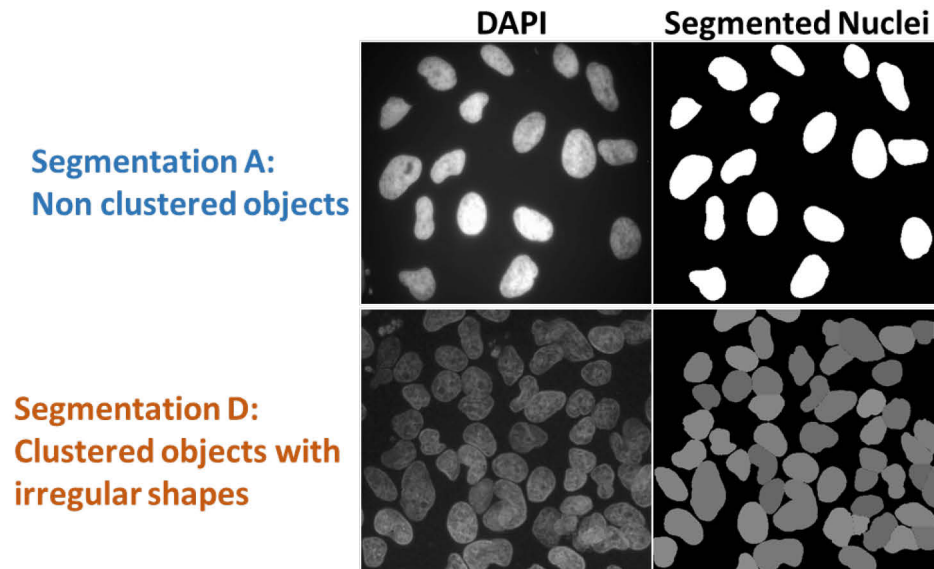 DAPI
Segmented Nuclei
Segmentation A:
Non clustered objects
Segmentation D:
Clustered objects with
irregular shapes